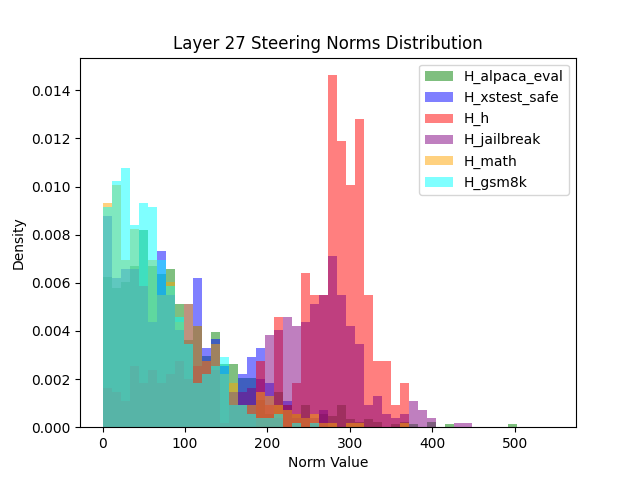 Layer 27 Steering Norms Distribution
H_alpaca_eval
H_xstest_safe
H_h
H_jailbreak
H_math
H_gsm8k
0.014
0.012
0.010
0.008
0.006
0.004
0.002
0.000
Density
0
100
200
300
400
500
Norm Value